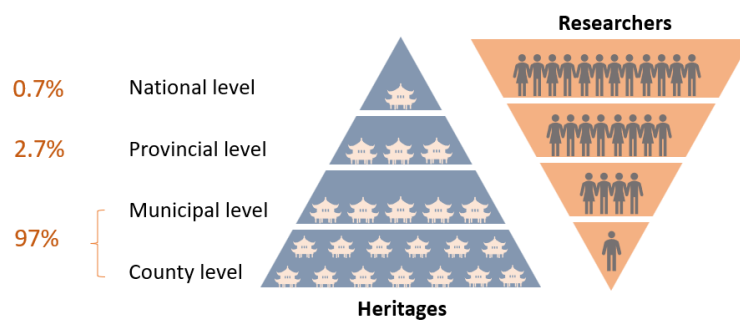 Researchers
0.7%
National level
2.7%
Provincial level
Municipal level
97%
County level
Heritages